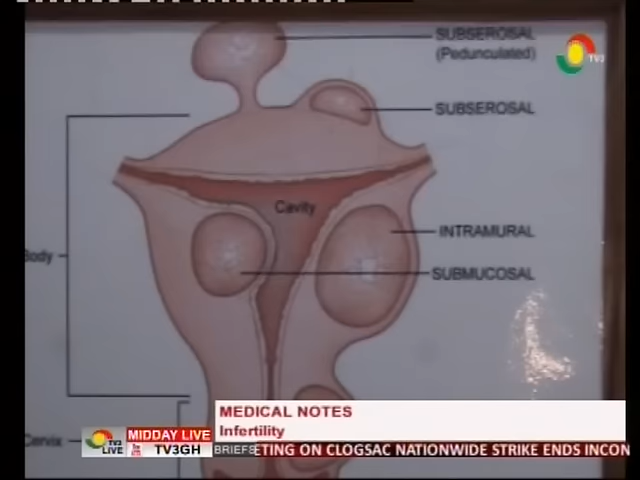 SUBSEROSAL
(Pedunculated)
TV3
SUBSEROSAL
Cavity
INTRAMURAL
Body
SUBMUCOSAL
MEDICAL NOTES
Infertility
Cervix
TV3
LIVE
MIDDAY LIVE
TV3GH
BRIEFS
ETING ON CLOGSAC NATIONWIDE STRIKE ENDS INCON